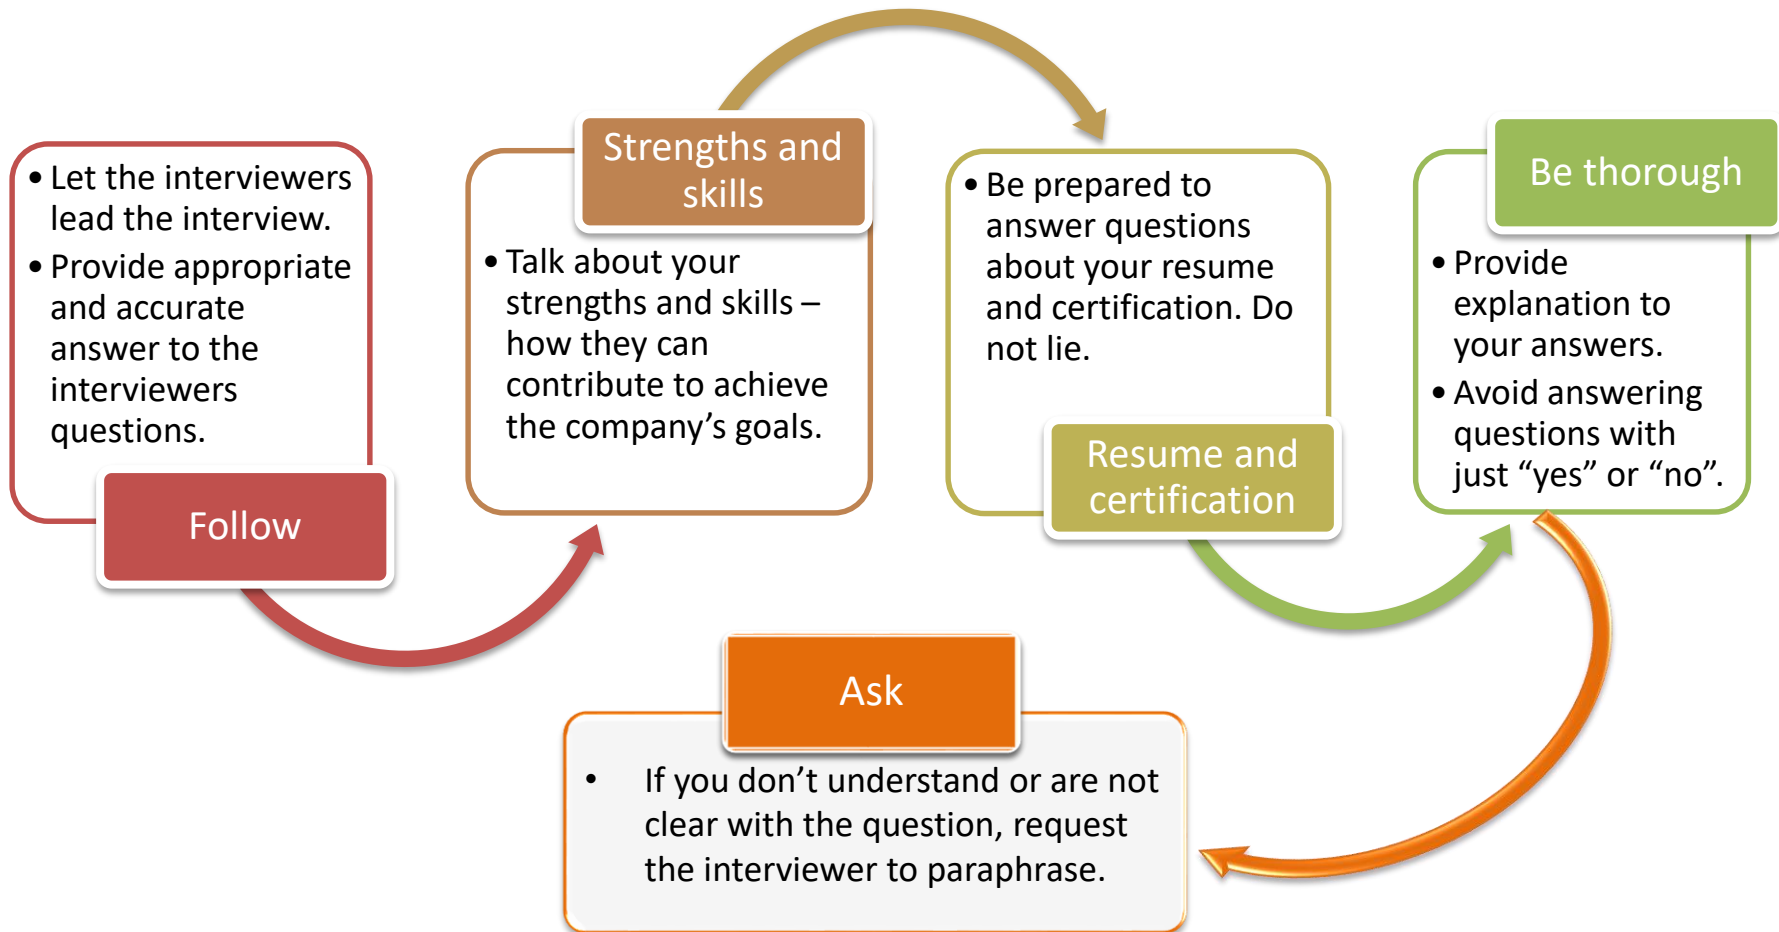 • Let the interviewers
lead the interview.
• Provide appropriate
and accurate
answer to the
interviewers
questions.
Follow
Strengths and
skills
• Talk about your
strengths and skills –
how they can
contribute to achieve
the company’s goals.
• Be prepared to
answer questions
about your resume
and certification. Do
not lie.
Resume and
certification
Be thorough
• Provide
explanation to
your answers.
• Avoid answering
questions with
just “yes” or “no”.
Ask
• If you don’t understand or are not
clear with the question, request
the interviewer to paraphrase.